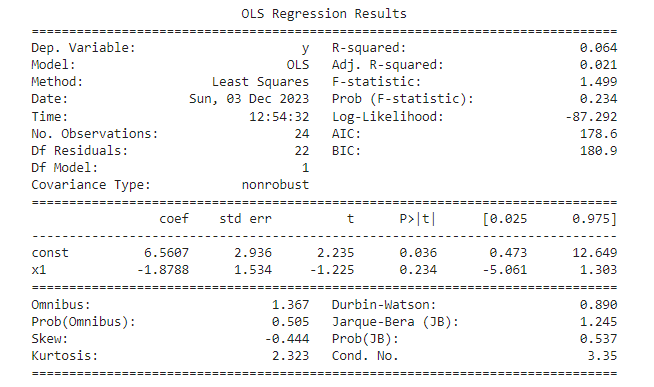 OLS Regression Results
==============================================================================
Dep. Variable:                      y   R-squared:                       0.064
Model:                            OLS   Adj. R-squared:                  0.021
Method:                 Least Squares   F-statistic:                     1.499
Date:                Sun, 03 Dec 2023   Prob (F-statistic):              0.234
Time:                        12:54:32   Log-Likelihood:                -87.292
No. Observations:                  24   AIC:                             178.6
Df Residuals:                      22   BIC:                             180.9
Df Model:                           1
Covariance Type:            nonrobust
==============================================================================
                 coef    std err          t      P>|t|      [0.025      0.975]
------------------------------------------------------------------------------
const          6.5607      2.936      2.235      0.036       0.473      12.649
x1            -1.8788      1.534     -1.225      0.234      -5.061       1.303
==============================================================================
Omnibus:                        1.367   Durbin-Watson:                   0.890
Prob(Omnibus):                  0.505   Jarque-Bera (JB):                1.245
Skew:                          -0.444   Prob(JB):                        0.537
Kurtosis:                       2.323   Cond. No.                         3.35
==============================================================================